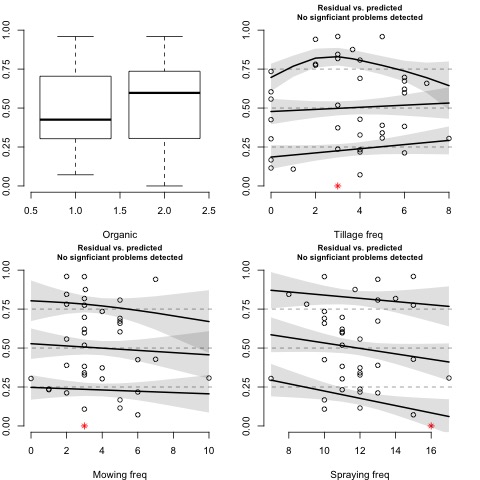 Residual vs. predicted
No signficiant problems detected
0.00 0.25 0.50 0.75 1.00
0.5 1.0 1.5 2.0 2.5
Organic
0.00 0.25 0.50 0.75 1.00
0 2 4 6 8
Tillage freq
Residual vs. predicted
No signficiant problems detected
0.00 0.25 0.50 0.75 1.00
0 2 4 6 8 10
Mowing freq
Residual vs. predicted
No signficiant problems detected
0.00 0.25 0.50 0.75 1.00
8 10 12 14 16
Spraying freq